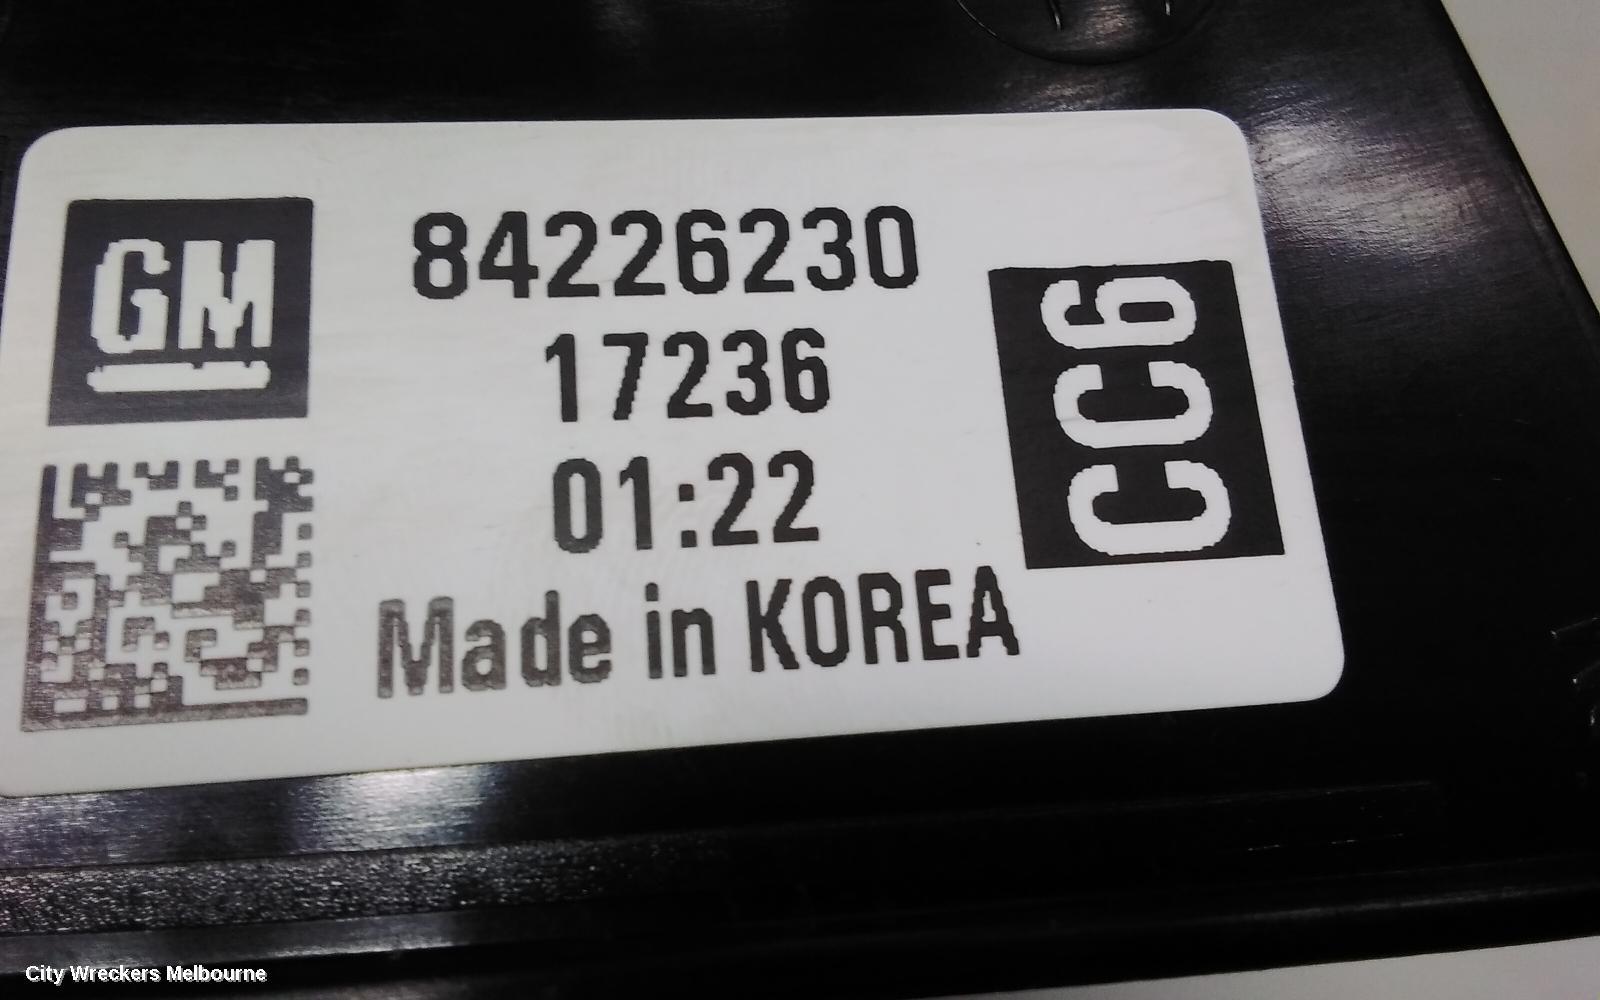 GM
84226230
17236
01:22
Made in KOREA
CC6
City Wreckers Melbourne